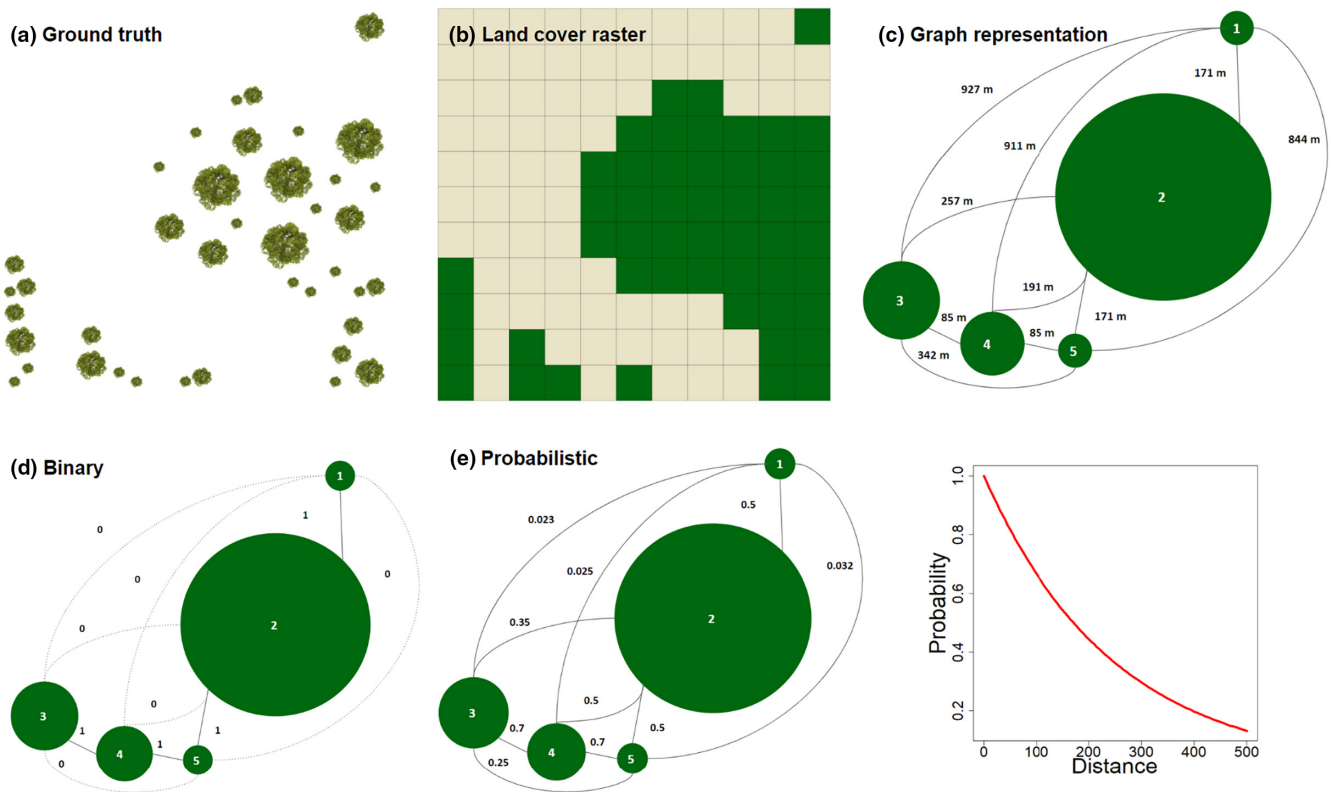 (a) Ground truth
(b) Land cover raster
(c) Graph representation
1
171 m
927 m
844 m
911 m
2
257 m
3
191 m
85 m
171 m
4
85 m
5
342 m
(d) Binary
1
0
1
0
0
2
0
0
3
1
1
1
4
5
0
(e) Probabilistic
1
0.5
0.023
0.032
0.025
2
0.35
0.5
3
0.7
0.5
4
0.7
5
0.25
Probability
1.0
0.8
0.6
0.4
0.2
0
100
200
300
400
500
Distance